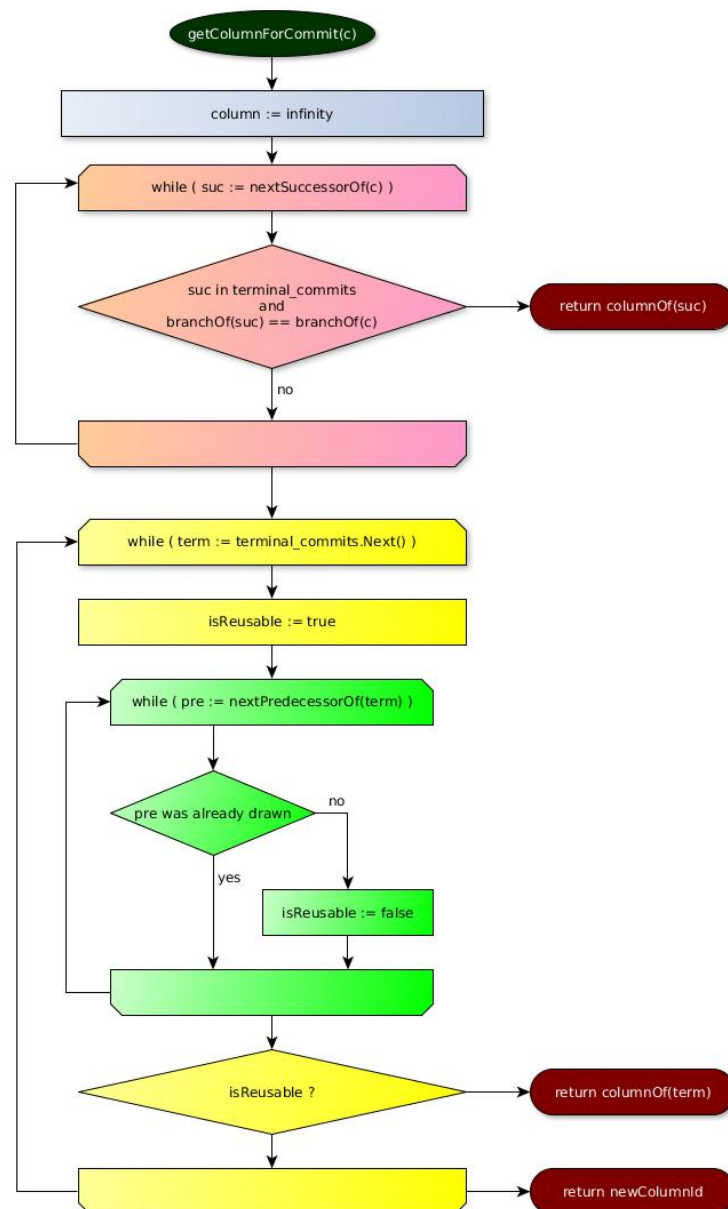 getColumnForCommit(c)
column := infinity
while ( suc := nextSuccessorOf(c) )
suc in terminal_commits
and
branchOf(suc) == branchOf(c)
return columnOf(suc)
no
while ( term := terminal_commits.Next() )
isReusable := true
while ( pre := nextPredecessorOf(term) )
pre was already drawn
no
yes
isReusable := false
isReusable ?
return columnOf(term)
return newColumnId